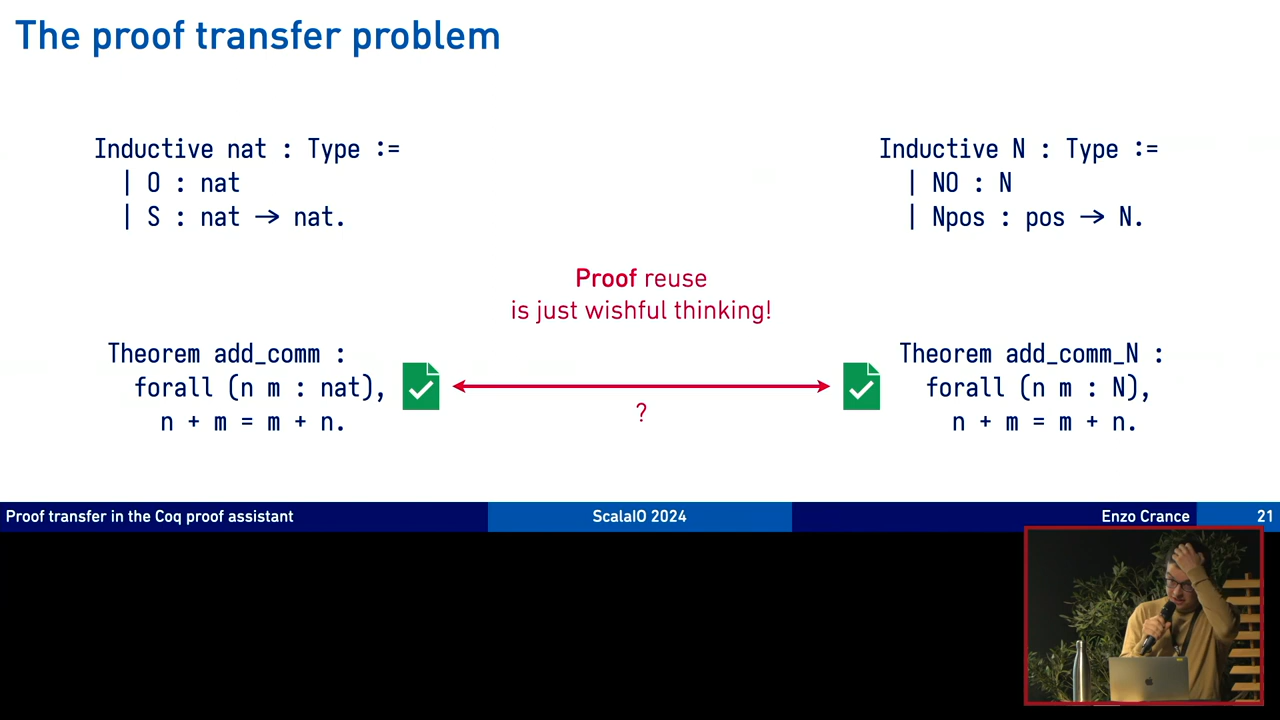 The proof transfer problem
Inductive nat : Type :=
| O : nat
| S : nat → nat.
Inductive N : Type :=
| NO : N
| Npos : pos → N.
Proof reuse
is just wishful thinking!
Theorem add_comm :
forall (n m : nat),
n + m = m + n.
?
Theorem add_comm_N :
forall (n m : N),
n + m = m + n.
Proof transfer in the Coq proof assistant
ScalaIO 2024
Enzo Crance
21